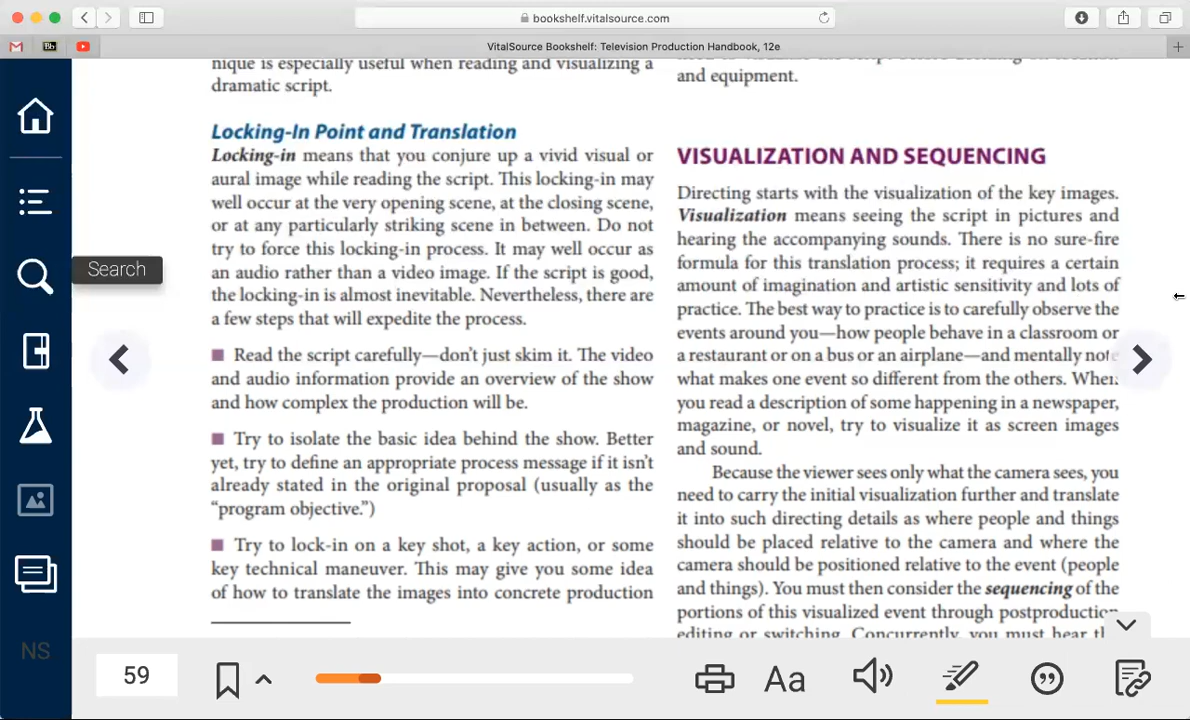 bookshelf.vitalsource.com
Bb
VitalSource Bookshelf: Television Production Handbook, 12e
nique is especially useful when reading and visualizing a
dramatic script.
Locking-In Point and Translation
Locking-in means that you conjure up a vivid visual or
aural image while reading the script. This locking-in may
well occur at the very opening scene, at the closing scene,
or at any particularly striking scene in between. Do not
try to force this locking-in process. It may well occur as
an audio rather than a video image. If the script is good,
the locking-in is almost inevitable. Nevertheless, there are
a few steps that will expedite the process.
■ Read the script carefully—don't just skim it. The video
and audio information provide an overview of the show
and how complex the production will be.
■ Try to isolate the basic idea behind the show. Better
yet, try to define an appropriate process message if it isn't
already stated in the original proposal (usually as the
“program objective.”)
■ Try to lock-in on a key shot, a key action, or some
key technical maneuver. This may give you some idea
of how to translate the images into concrete production
and equipment.
VISUALIZATION AND SEQUENCING
Directing starts with the visualization of the key images.
Visualization means seeing the script in pictures and
hearing the accompanying sounds. There is no sure-fire
formula for this translation process; it requires a certain
amount of imagination and artistic sensitivity and lots of
practice. The best way to practice is to carefully observe the
events around you—how people behave in a classroom or
a restaurant or on a bus or an airplane—and mentally note
what makes one event so different from the others. When
you read a description of some happening in a newspaper,
magazine, or novel, try to visualize it as screen images
and sound.
Because the viewer sees only what the camera sees, you
need to carry the initial visualization further and translate
it into such directing details as where people and things
should be placed relative to the camera and where the
camera should be positioned relative to the event (people
and things). You must then consider the sequencing of the
portions of this visualized event through postproduction
editing or switching. Concurrently, you must hear
Search
NS
59
Aa